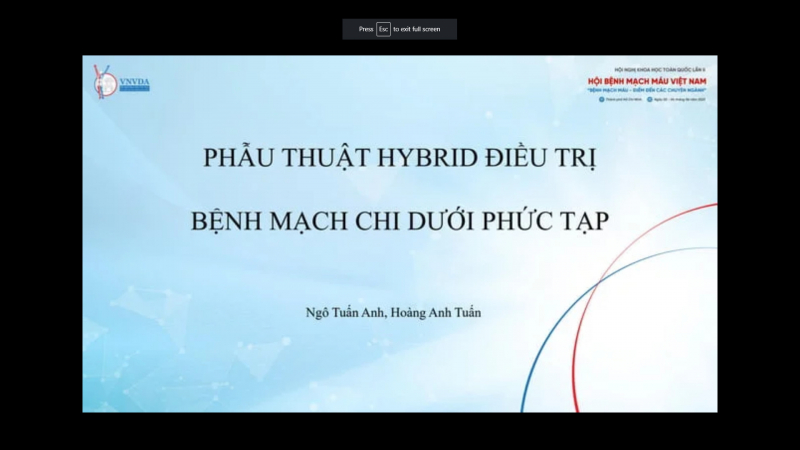 Press Esc to exit full screen
VNVDA
HỘI NGHỊ KHOA HỌC TOÀN QUỐC LẦN
HỘI BỆNH MẠCH MÁU VIỆT NAM
"BỆNH MẠCH MÁU - ĐIỂM ĐẾN CÁC CHUYÊN NGÀNH"
PHẪU THUẬT HYBRID ĐIỀU TRỊ
BỆNH MẠCH CHI DƯỚI PHỨC TẠP
Ngô Tuấn Anh, Hoàng Anh Tuấn